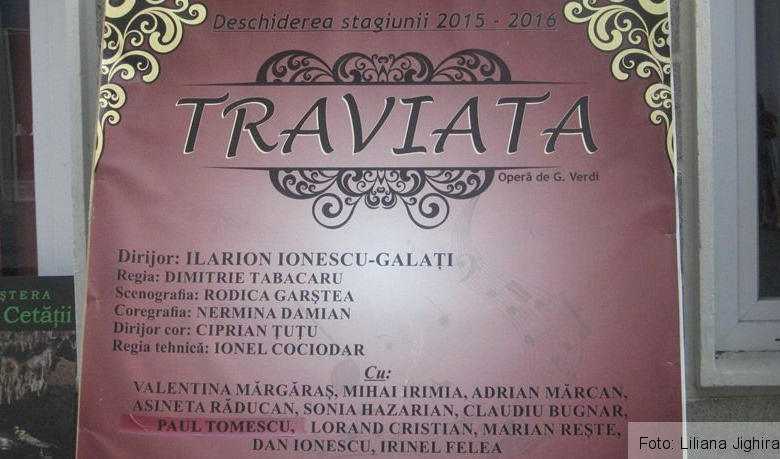 Deschiderea stagiunii 2015 - 2016
TRAVIATA
Operă de G. Verdi
Dirijor: ILARION IONESCU-GALAȚI
Regia: DIMITRIE TABACARU
Scenografia: RODICA GARȘTEA
Coregrafia: NERMINA DAMIAN
Dirijor cor: CIPRIAN ȚUȚU
Regia tehnică: IONEL COCIODAR
Cu:
VALENTINA MĂRGĂRAȘ, MIHAI IRIMIA, ADRIAN MĂRCAN,
ASINETA RĂDUCAN, SONIA HAZARIAN, CLAUDIU BUGNAR,
PAUL TOMESCU, LORAND CRISTIAN, MARIAN REȘTE,
DAN IONESCU, IRINEL FELEA
ȘTERA
Cetății
Foto: Liliana Jighira